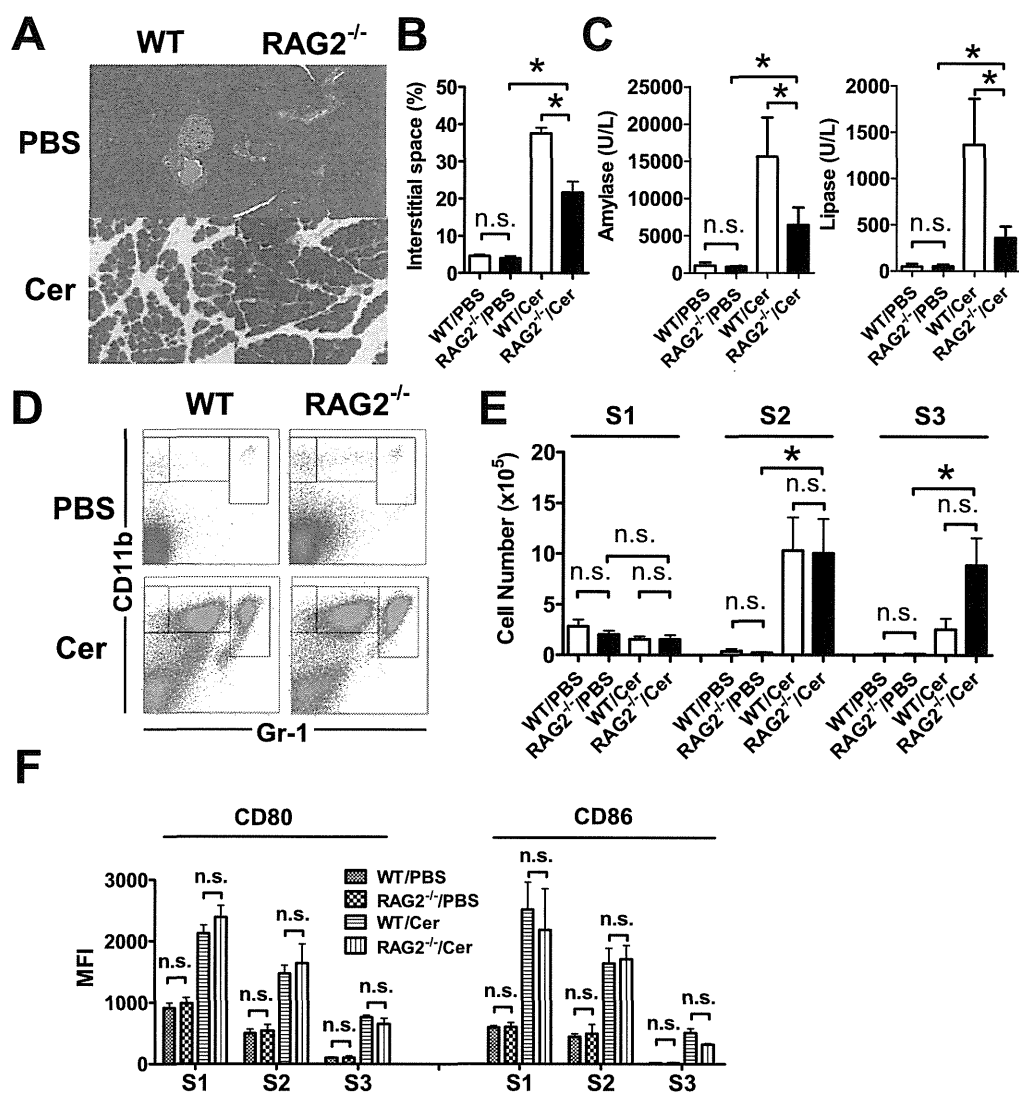 A
WT RAG2-/-
PBS
Cer
B
Interstitial space (%)
50
40
30
20
10
0
n.s.
*
*
WT/PBS
RAG2-/-/PBS
WT/Cer
RAG2-/-/Cer
C
Amylase (U/L)
25000
20000
15000
10000
5000
0
n.s.
*
*
WT/PBS
RAG2-/-/PBS
WT/Cer
RAG2-/-/Cer
Lipase (U/L)
2000
1500
1000
500
0
n.s.
*
*
WT/PBS
RAG2-/-/PBS
WT/Cer
RAG2-/-/Cer
D
WT RAG2-/-
PBS
Cer
CD11b
Gr-1
E
S1 S2 S3
Cell Number (x10^5)
20
15
10
5
0
n.s.
n.s.
n.s.
n.s.
n.s.
*
n.s.
n.s.
*
WT/PBS
RAG2-/-/PBS
WT/Cer
RAG2-/-/Cer
WT/PBS
RAG2-/-/PBS
WT/Cer
RAG2-/-/Cer
WT/PBS
RAG2-/-/PBS
WT/Cer
RAG2-/-/Cer
F
CD80 CD86
MFI
3000
2000
1000
0
WT/PBS
RAG2-/-/PBS
WT/Cer
RAG2-/-/Cer
n.s.
n.s.
n.s.
n.s.
n.s.
n.s.
n.s.
n.s.
n.s.
n.s.
n.s.
n.s.
S1 S2 S3 S1 S2 S3